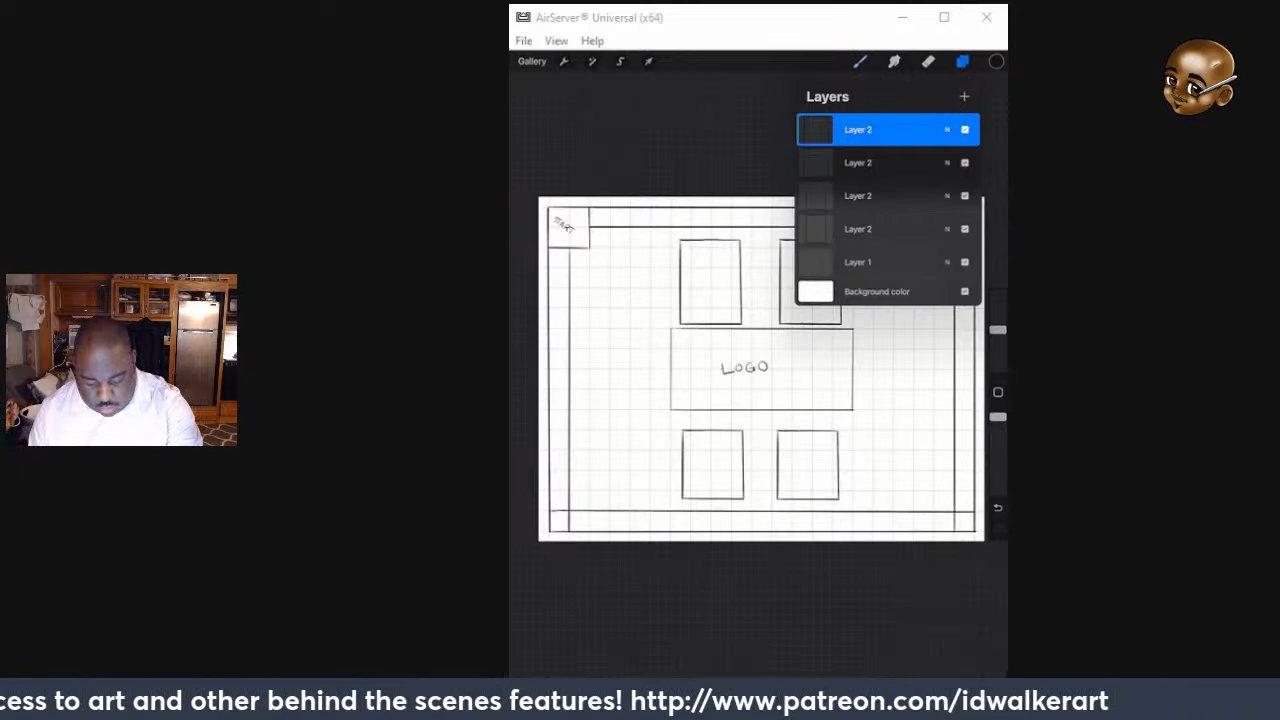 AirServer® Universal (x64)
File View Help
Gallery
Layers
Layer 2 N
Layer 2 N
Layer 2 N
Layer 2 N
Layer 1 N
Background color
START
LOGO
cess to art and other behind the scenes features! http://www.patreon.com/idwalkerart